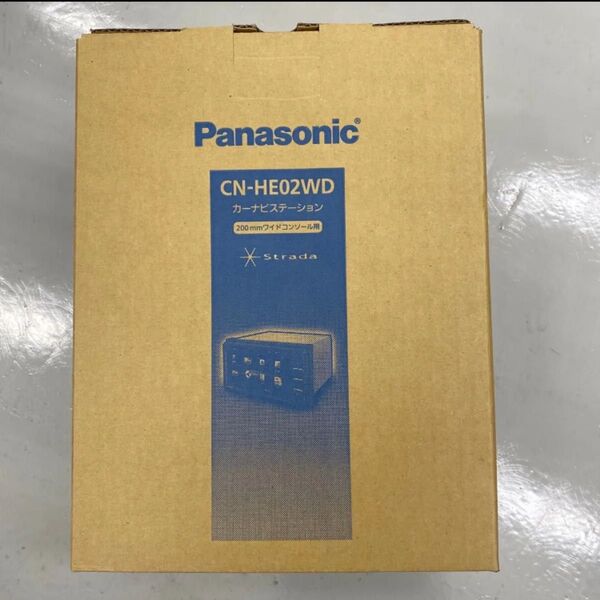 Panasonic®
CN-HE02WD
カーナビステーション
200mmワイドコンソール用
Strada